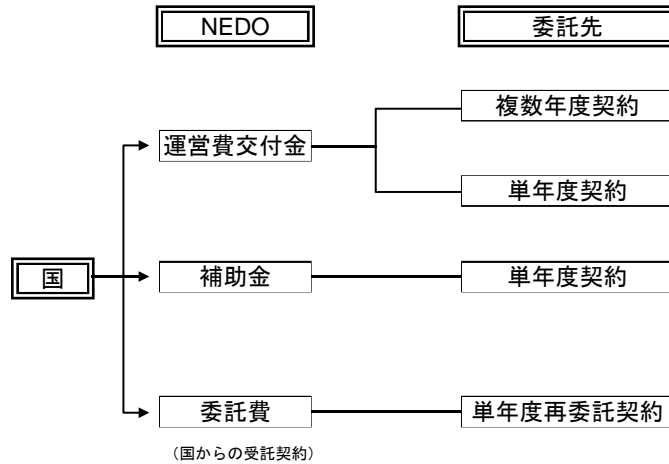 NEDO
委託先
複数年度契約
運営費交付金
単年度契約
国
補助金
単年度契約
委託費
単年度再委託契約
（国からの受託契約）